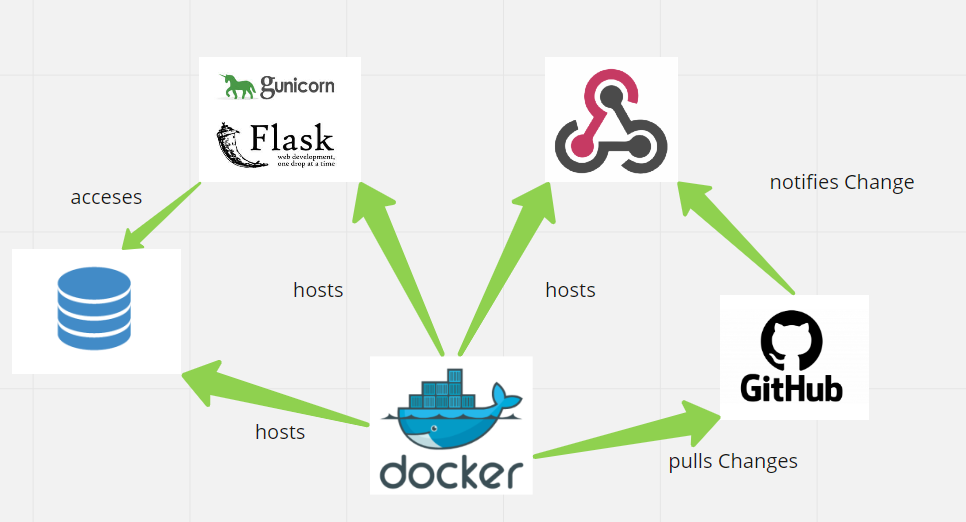 gunicorn
Flask
web development,
one drop at a time
acceses
notifies Change
hosts
hosts
GitHub
hosts
docker
pulls Changes